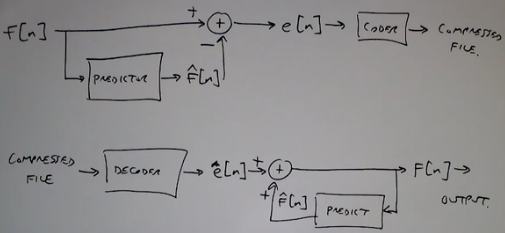 f[n]
+
+
−
e[n]
CODER
COMPRESSED
FILE.
PREDICTOR
f̂[n]
COMPRESSED
FILE
DECODER
ê[n]
+
+
F[n]
OUTPUT.
+
F̂[n]
PREDICT